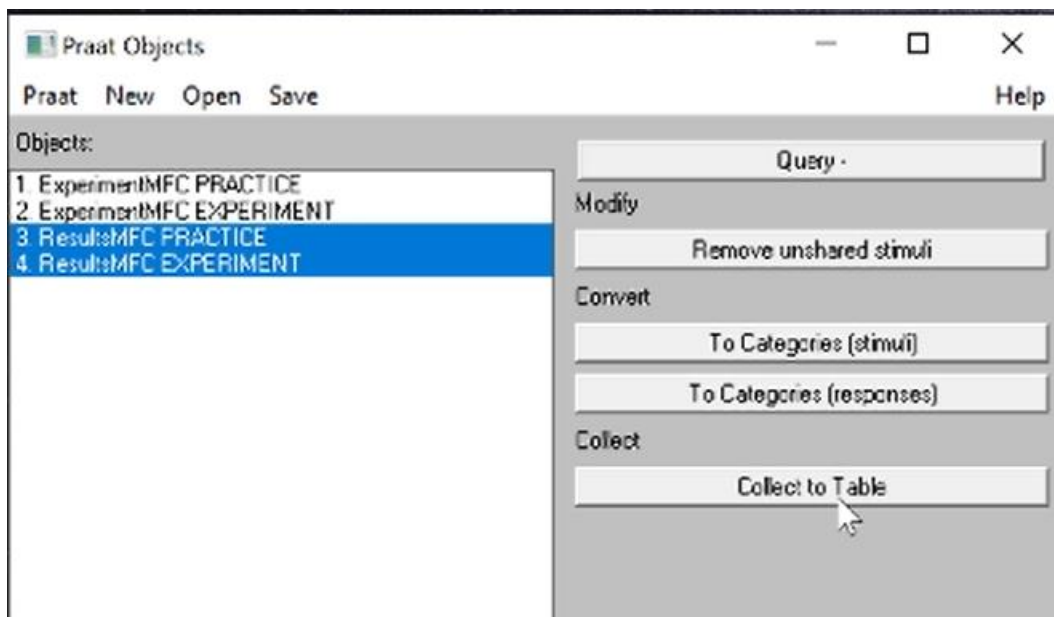 Praat Objects
Praat New Open Save Help
Objects:
1. ExperimentMFC PRACTICE
2. ExperimentMFC EXPERIMENT
3. ResultsMFC PRACTICE
4. ResultsMFC EXPERIMENT
Query -
Modify
Remove unshared stimuli
Convert
To Categories (stimuli)
To Categories (responses)
Collect
Collect to Table